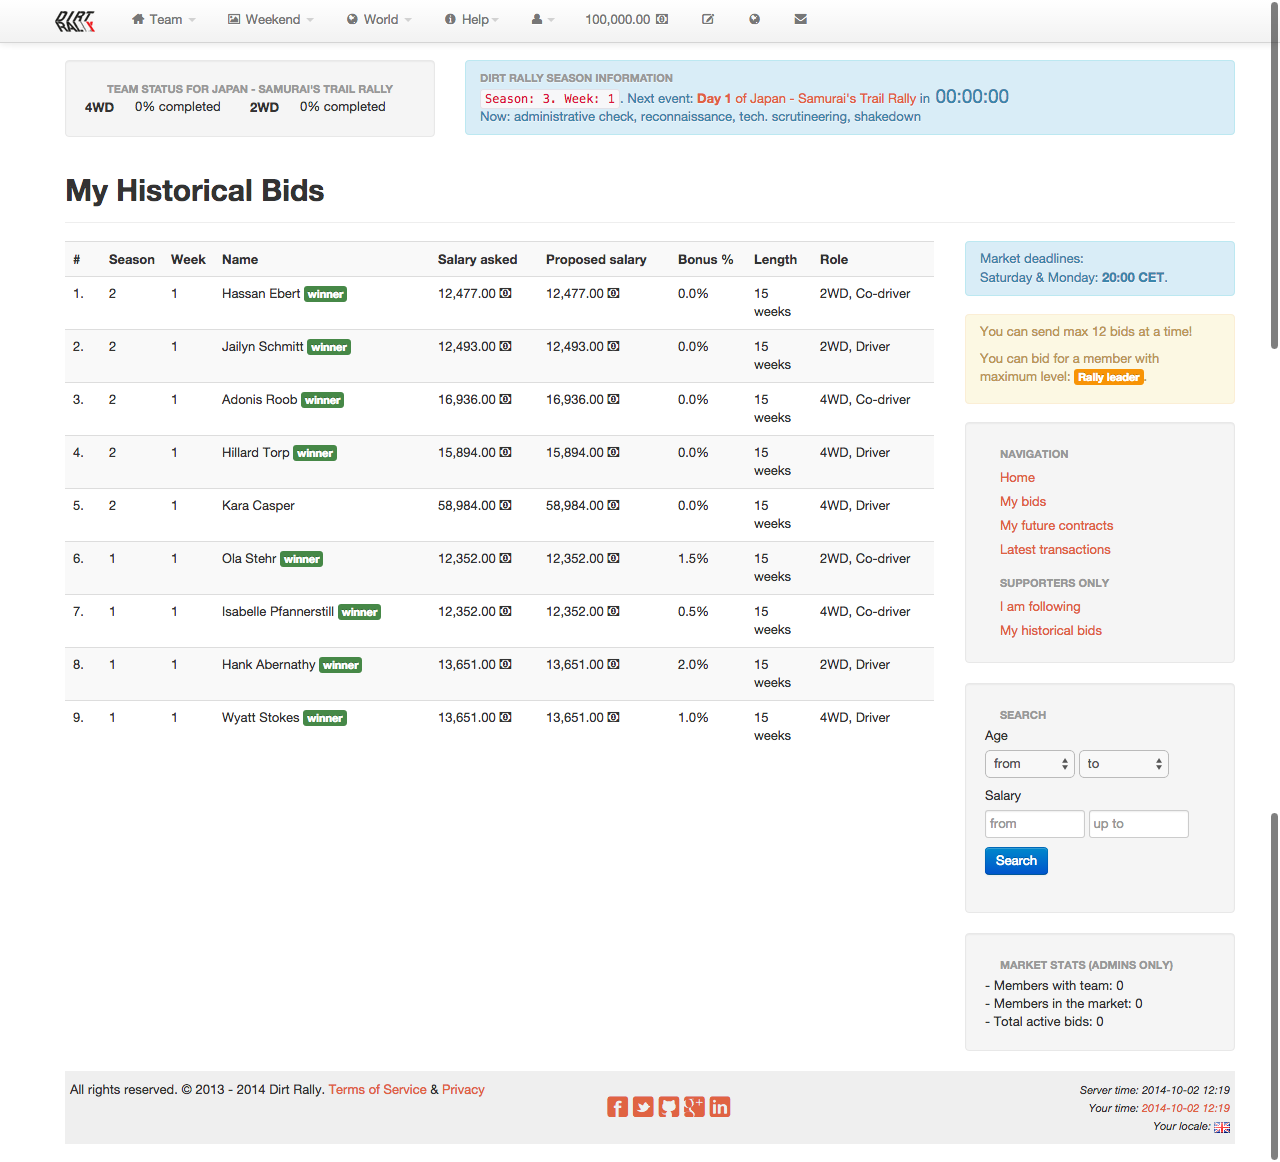 DIRT RALLY
Team
Weekend
World
Help
100,000.00
TEAM STATUS FOR JAPAN - SAMURAI'S TRAIL RALLY
4WD 0% completed 2WD 0% completed
DIRT RALLY SEASON INFORMATION
Season: 3. Week: 1. Next event: Day 1 of Japan - Samurai's Trail Rally in 00:00:00
Now: administrative check, reconnaissance, tech. scrutineering, shakedown
My Historical Bids
# Season Week Name Salary asked Proposed salary Bonus % Length Role
1. 2 1 Hassan Ebert winner 12,477.00 12,477.00 0.0% 15 weeks 2WD, Co-driver
2. 2 1 Jailyn Schmitt winner 12,493.00 12,493.00 0.0% 15 weeks 2WD, Driver
3. 2 1 Adonis Roob winner 16,936.00 16,936.00 0.0% 15 weeks 4WD, Co-driver
4. 2 1 Hillard Torp winner 15,894.00 15,894.00 0.0% 15 weeks 4WD, Driver
5. 2 1 Kara Casper 58,984.00 58,984.00 0.0% 15 weeks 4WD, Driver
6. 1 1 Ola Stehr winner 12,352.00 12,352.00 1.5% 15 weeks 2WD, Co-driver
7. 1 1 Isabelle Pfannerstill winner 12,352.00 12,352.00 0.5% 15 weeks 4WD, Co-driver
8. 1 1 Hank Abernathy winner 13,651.00 13,651.00 2.0% 15 weeks 2WD, Driver
9. 1 1 Wyatt Stokes winner 13,651.00 13,651.00 1.0% 15 weeks 4WD, Driver
Market deadlines:
Saturday & Monday: 20:00 CET.
You can send max 12 bids at a time!
You can bid for a member with
maximum level: Rally leader.
NAVIGATION
Home
My bids
My future contracts
Latest transactions
SUPPORTERS ONLY
I am following
My historical bids
SEARCH
Age
from to
Salary
from up to
Search
MARKET STATS (ADMINS ONLY)
- Members with team: 0
- Members in the market: 0
- Total active bids: 0
All rights reserved. © 2013 - 2014 Dirt Rally. Terms of Service & Privacy
Server time: 2014-10-02 12:19
Your time: 2014-10-02 12:19
Your locale: